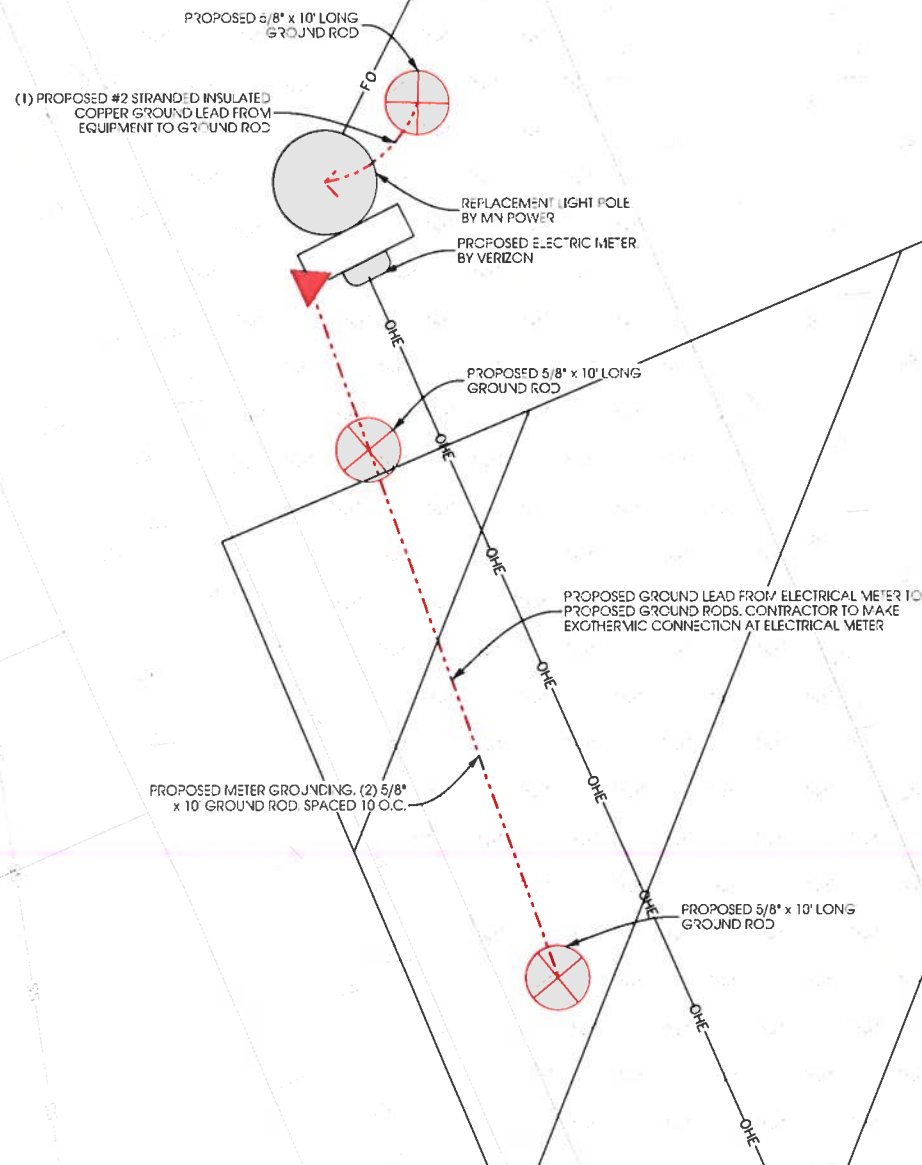 PROPOSED 5/8" x 10' LONG
GROUND ROD
FO
(1) PROPOSED #2 STRANDED INSULATED
COPPER GROUND LEAD FROM
EQUIPMENT TO GROUND ROD
REPLACEMENT LIGHT POLE
BY MN POWER
PROPOSED ELECTRIC METER
BY VERIZON
OHE
PROPOSED 5/8" x 10' LONG
GROUND ROD
OHE
OHE
PROPOSED GROUND LEAD FROM ELECTRICAL METER TO
PROPOSED GROUND RODS. CONTRACTOR TO MAKE
EXOTHERMIC CONNECTION AT ELECTRICAL METER
OHE
PROPOSED METER GROUNDING. (2) 5/8"
x 10' GROUND ROD SPACED 10 O.C.
OHE
OHE
PROPOSED 5/8" x 10' LONG
GROUND ROD
OHE
OHE